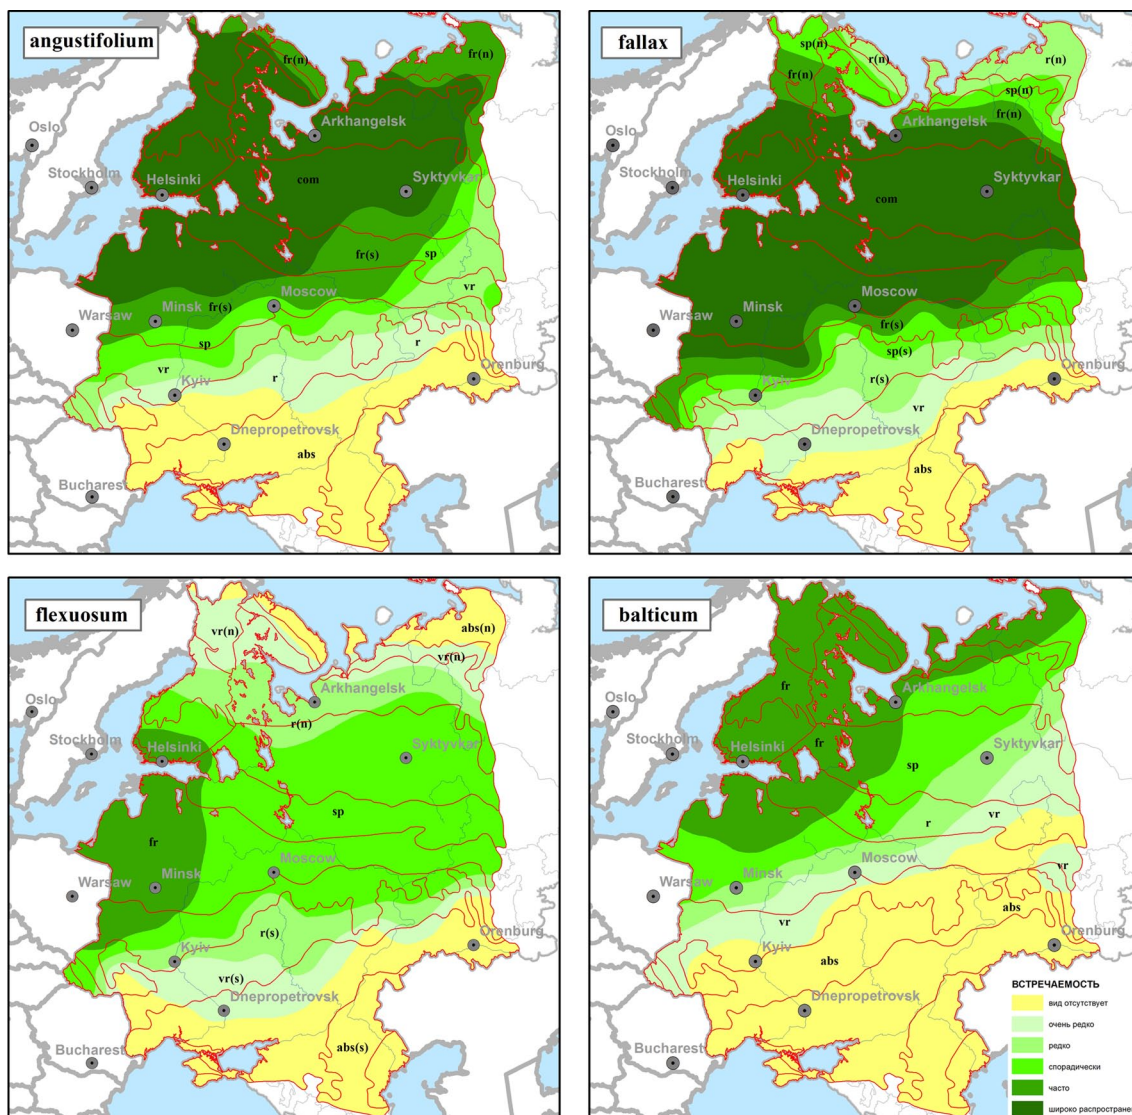 angustifolium
fr(n)
fr(n)
Oslo
Arkhangelsk
Stockholm
Helsinki
Syktyvkar
com
fr(s)
sp
vr
Moscow
fr(s)
Minsk
Warsaw
sp
vr
r
Orenburg
Kyiv
r
Dnepropetrovsk
abs
Bucharest
fallax
sp(n)
r(n)
r(n)
fr(n)
sp(n)
fr(n)
Oslo
Arkhangelsk
Stockholm
Helsinki
Syktyvkar
com
Moscow
Minsk
fr(s)
Warsaw
sp(s)
Orenburg
r(s)
Kyiv
vr
Dnepropetrovsk
abs
Bucharest
flexuosum
vr(n)
abs(n)
vr(n)
Oslo
Arkhangelsk
r(n)
Stockholm
Helsinki
Syktyvkar
sp
fr
Moscow
Minsk
Warsaw
r(s)
Orenburg
Kyiv
vr(s)
Dnepropetrovsk
abs(s)
Bucharest
balticum
fr
Oslo
Arkhangelsk
Stockholm
Helsinki
fr
Syktyvkar
sp
vr
r
Moscow
vr
Minsk
Warsaw
abs
vr
Orenburg
Kyiv
abs
Dnepropetrovsk
Bucharest
ВСТРЕЧАЕМОСТЬ
вид отсутствует
очень редко
редко
спорадически
часто
широко распростране